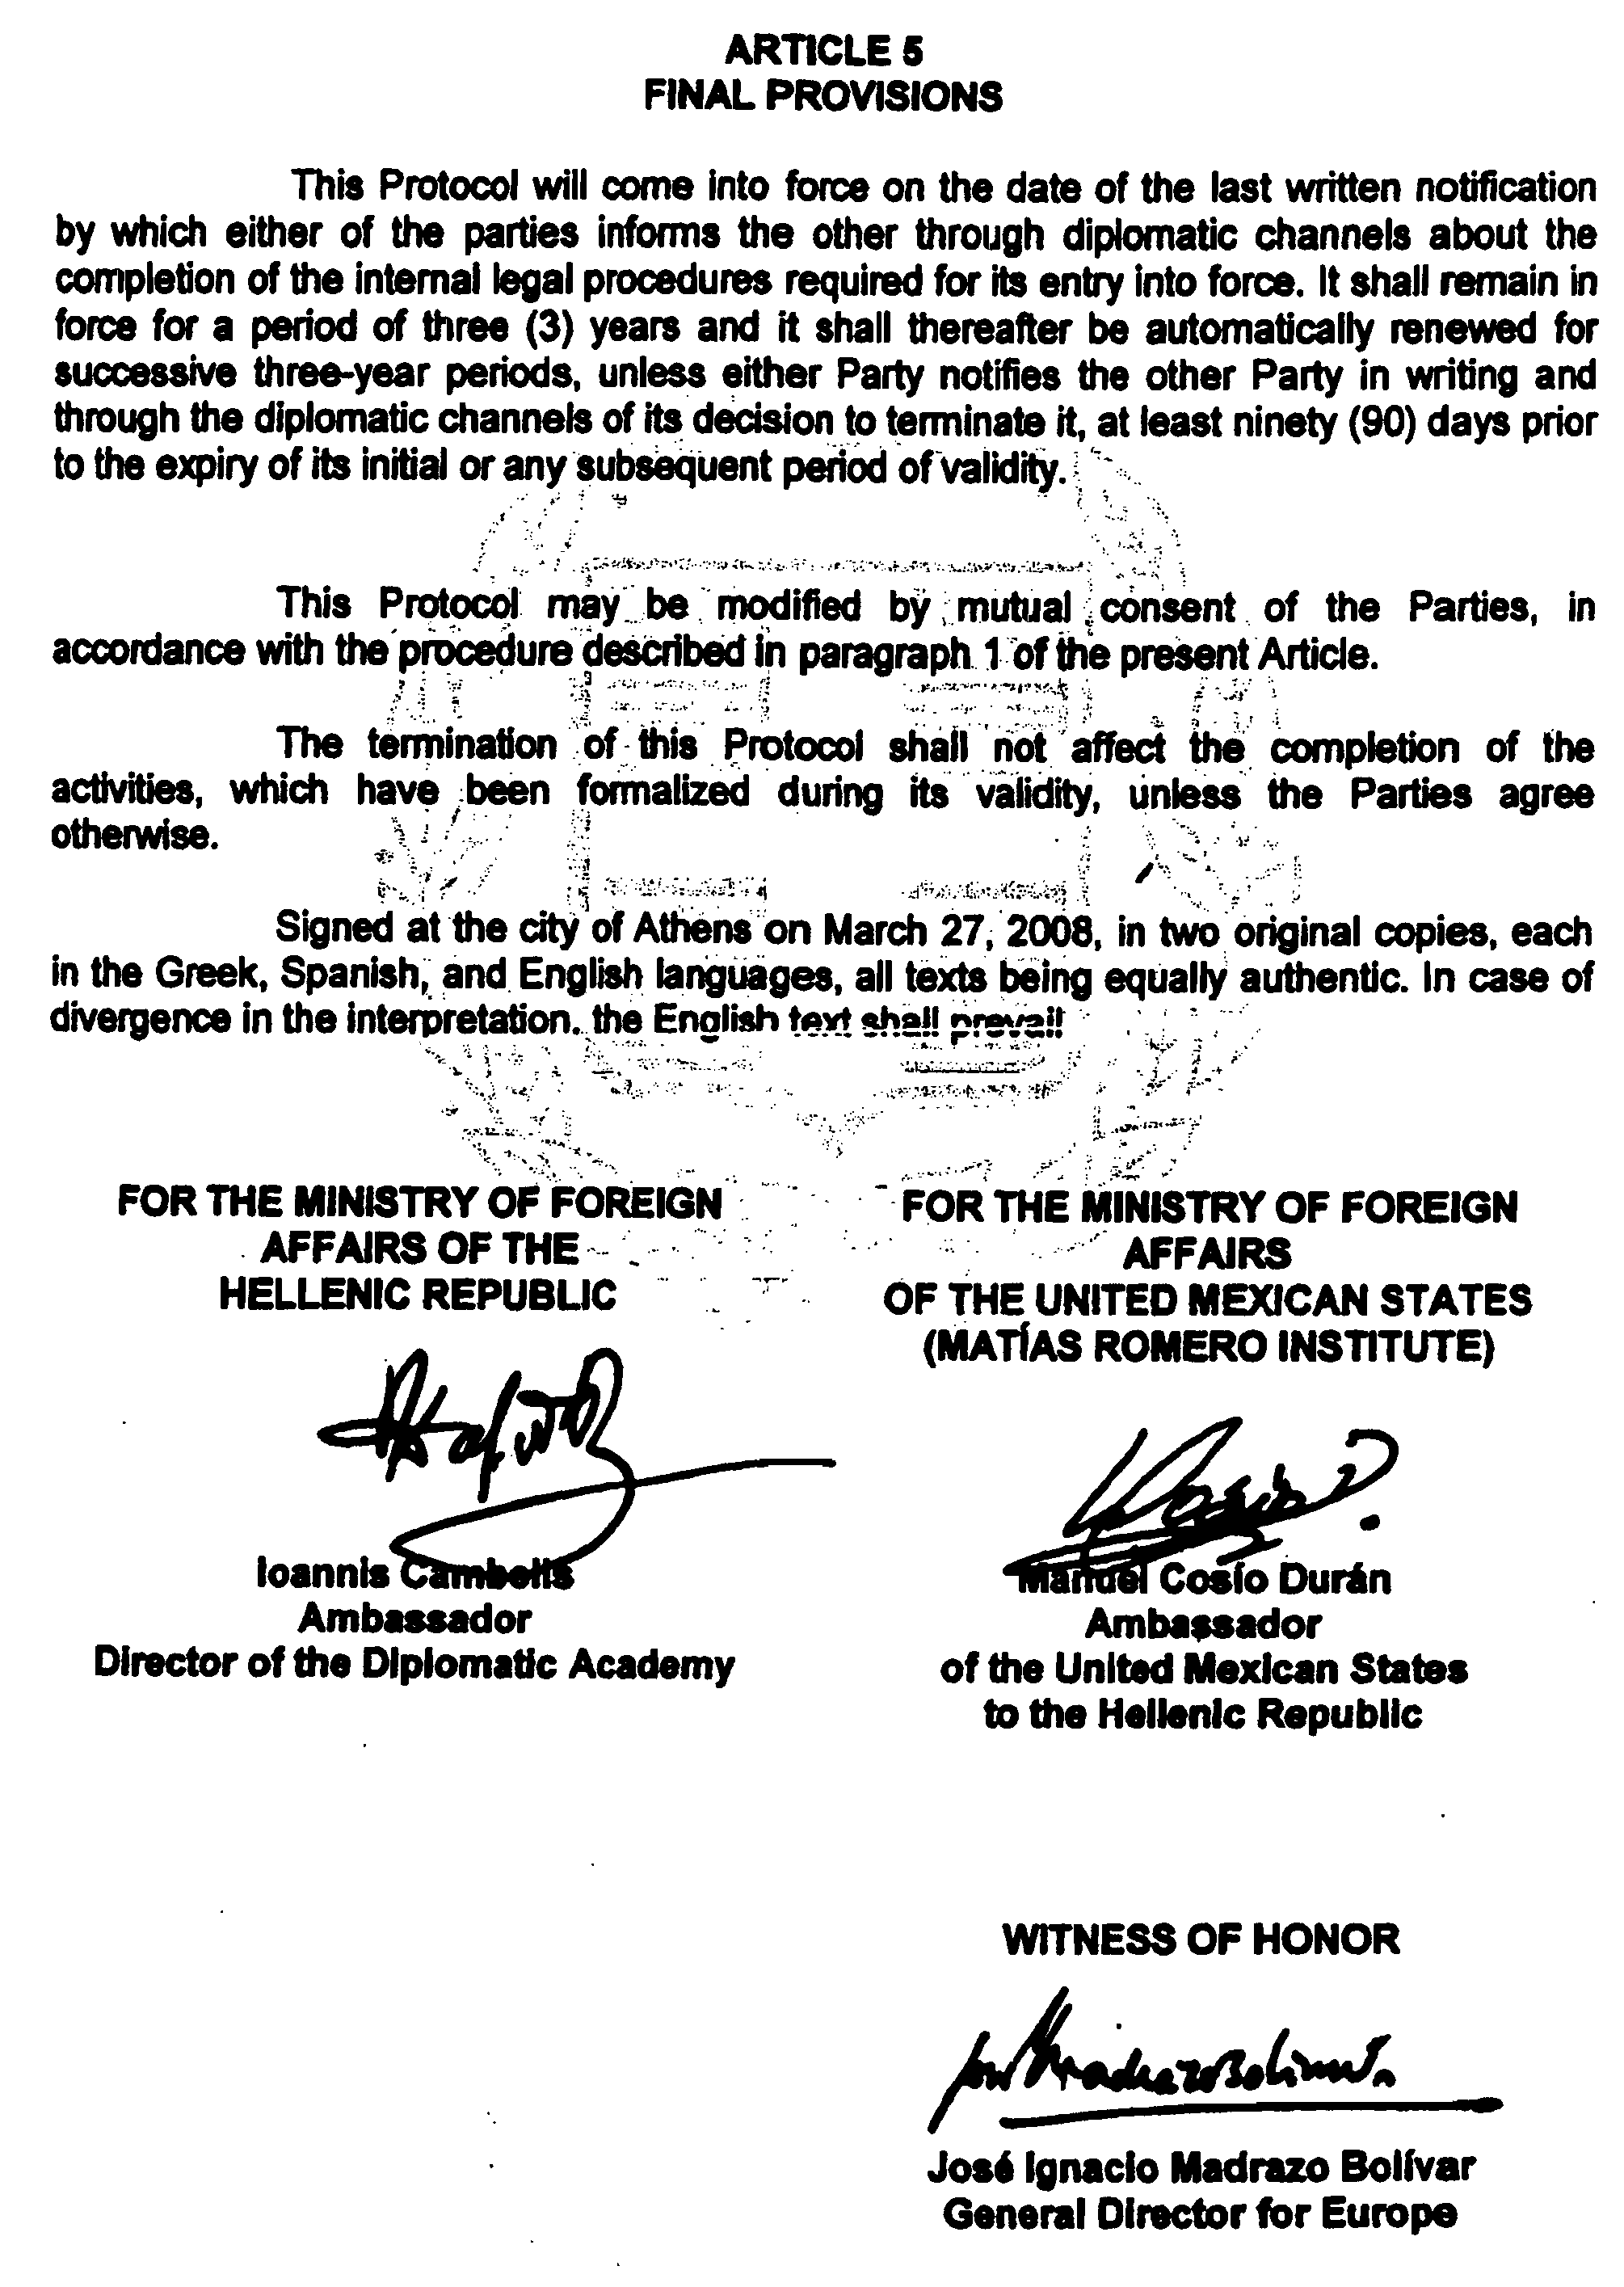 ARTICLE 5
FINAL PROVISIONS
This Protocol will come into force on the date of the last written notification
by which either of the parties informs the other through diplomatic channels about the
completion of the internal legal procedures required for its entry into force. It shall remain in
force for a period of three (3) years and it shall thereafter be automatically renewed for
successive three-year periods, unless either Party notifies the other Party in writing and
through the diplomatic channels of its decision to terminate it, at least ninety (90) days prior
to the expiry of its initial or any subsequent period of validity.
This Protocol may be modified by mutual consent of the Parties, in
accordance with the procedure described in paragraph 1 of the present Article.
The termination of this Protocol shall not affect the completion of the
activities, which have been formalized during its validity, unless the Parties agree
otherwise.
Signed at the city of Athens on March 27, 2008, in two original copies, each
in the Greek, Spanish, and English languages, all texts being equally authentic. In case of
divergence in the interpretation, the English text shall prevail
FOR THE MINISTRY OF FOREIGN
AFFAIRS OF THE
HELLENIC REPUBLIC
Ioannis Cambolis
Ambassador
Director of the Diplomatic Academy
FOR THE MINISTRY OF FOREIGN
AFFAIRS
OF THE UNITED MEXICAN STATES
(MATÍAS ROMERO INSTITUTE)
Manuel Cosío Durán
Ambassador
of the United Mexican States
to the Hellenic Republic
WITNESS OF HONOR
José Ignacio Madrazo Bolívar
General Director for Europe